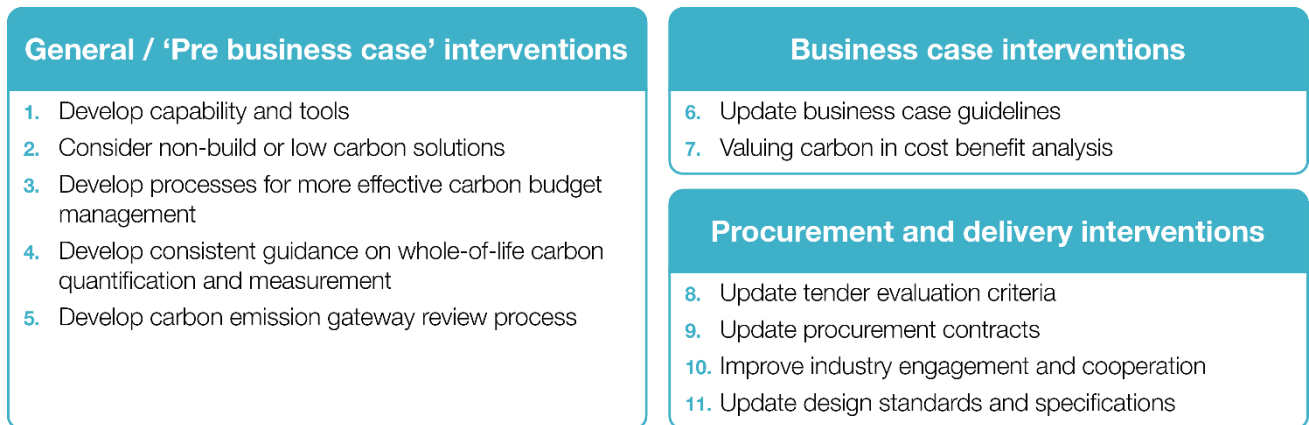 General / ‘Pre business case’ interventions
1. Develop capability and tools
2. Consider non-build or low carbon solutions
3. Develop processes for more effective carbon budget
management
4. Develop consistent guidance on whole-of-life carbon
quantification and measurement
5. Develop carbon emission gateway review process
Business case interventions
6. Update business case guidelines
7. Valuing carbon in cost benefit analysis
Procurement and delivery interventions
8. Update tender evaluation criteria
9. Update procurement contracts
10. Improve industry engagement and cooperation
11. Update design standards and specifications